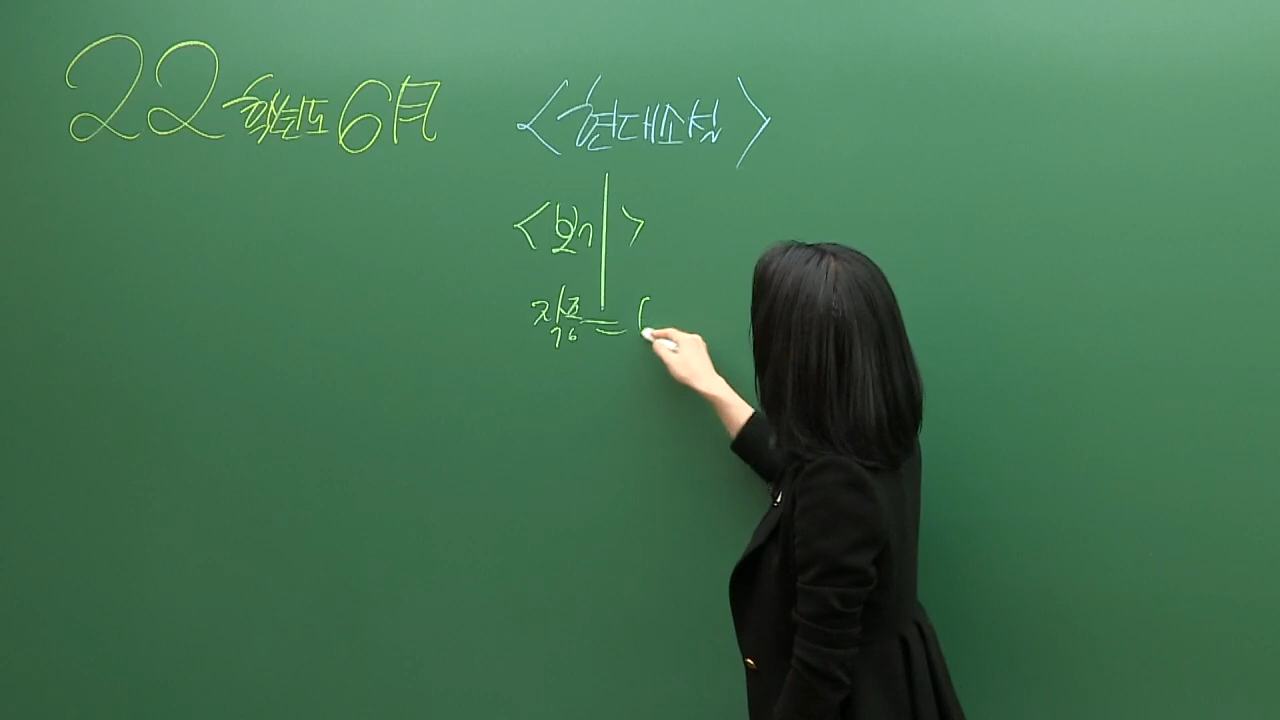 22학년도 6月 <현대소설>
<보기>
작품 = (